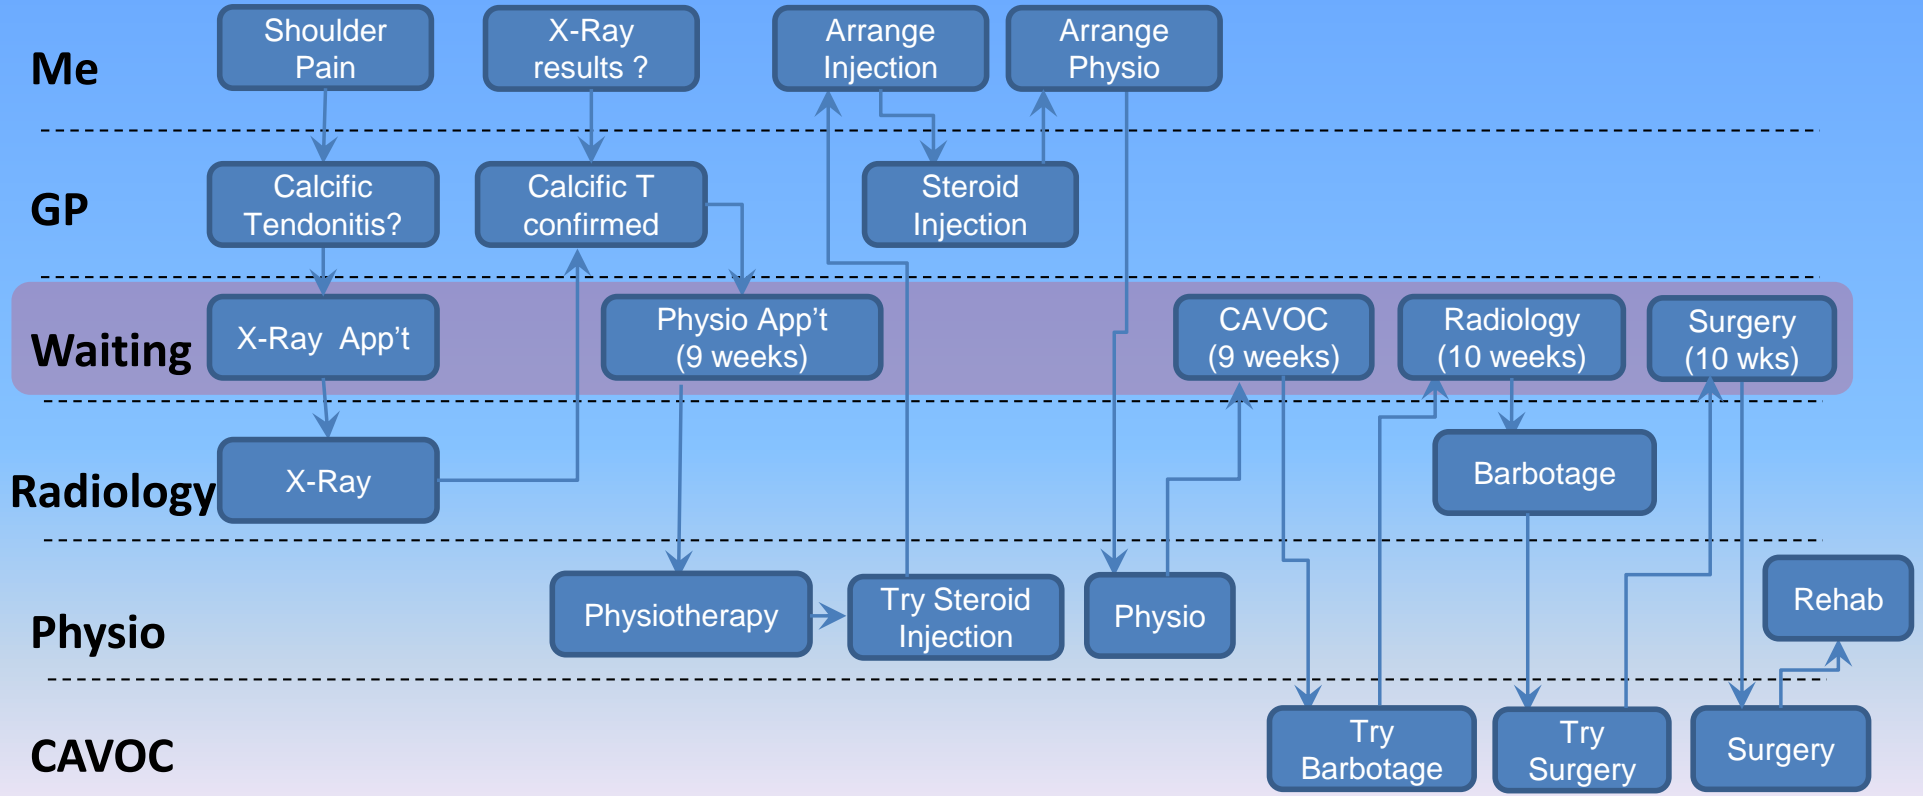 Me
Shoulder
Pain
X-Ray
results ?
Arrange
Injection
Arrange
Physio
GP
Calcific
Tendonitis?
Calcific T
confirmed
Steroid
Injection
Waiting
X-Ray  App't
Physio App't
(9 weeks)
CAVOC
(9 weeks)
Radiology
(10 weeks)
Surgery
(10 wks)
Radiology
X-Ray
Barbotage
Physio
Physiotherapy
Try Steroid
Injection
Physio
Rehab
CAVOC
Try
Barbotage
Try
Surgery
Surgery